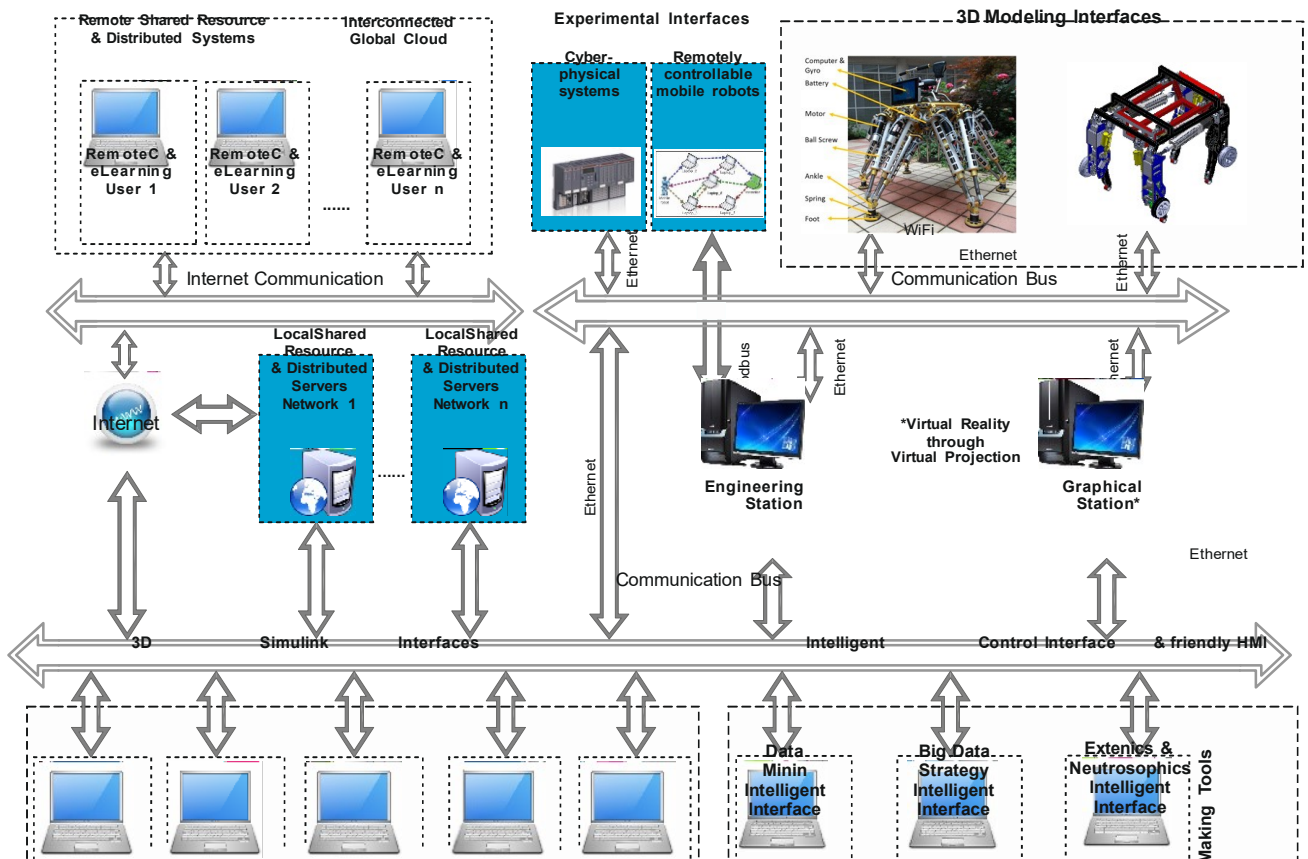 Remote Shared Resource
& Distributed Systems
Interconnected
Global Cloud
RemoteC &
eLearning
User 1
RemoteC &
eLearning
User 2
......
RemoteC &
eLearning
User n
Experimental Interfaces
Cyber-
physical
systems
Remotely
controllable
mobile robots
3D Modeling Interfaces
Computer &
Gyro
Battery
Motor
Ball Screw
Ankle
Spring
Foot
WiFi
Ethernet
Ethernet
Ethernet
Internet Communication
Communication Bus
Internet
LocalShared
Resource
& Distributed
Servers
Network 1
......
LocalShared
Resource
& Distributed
Servers
Network n
Ethernet
Ethernet
Engineering
Station
*Virtual Reality
through
Virtual Projection
Graphical
Station*
Ethernet
Communication Bus
3D Simulink Interfaces
Intelligent Control Interface & friendly HMI
Data
Minin
Intelligent
Interface
Big Data
Strategy
Intelligent
Interface
Extenics &
Neutrosophics
Intelligent
Interface
Making Tools